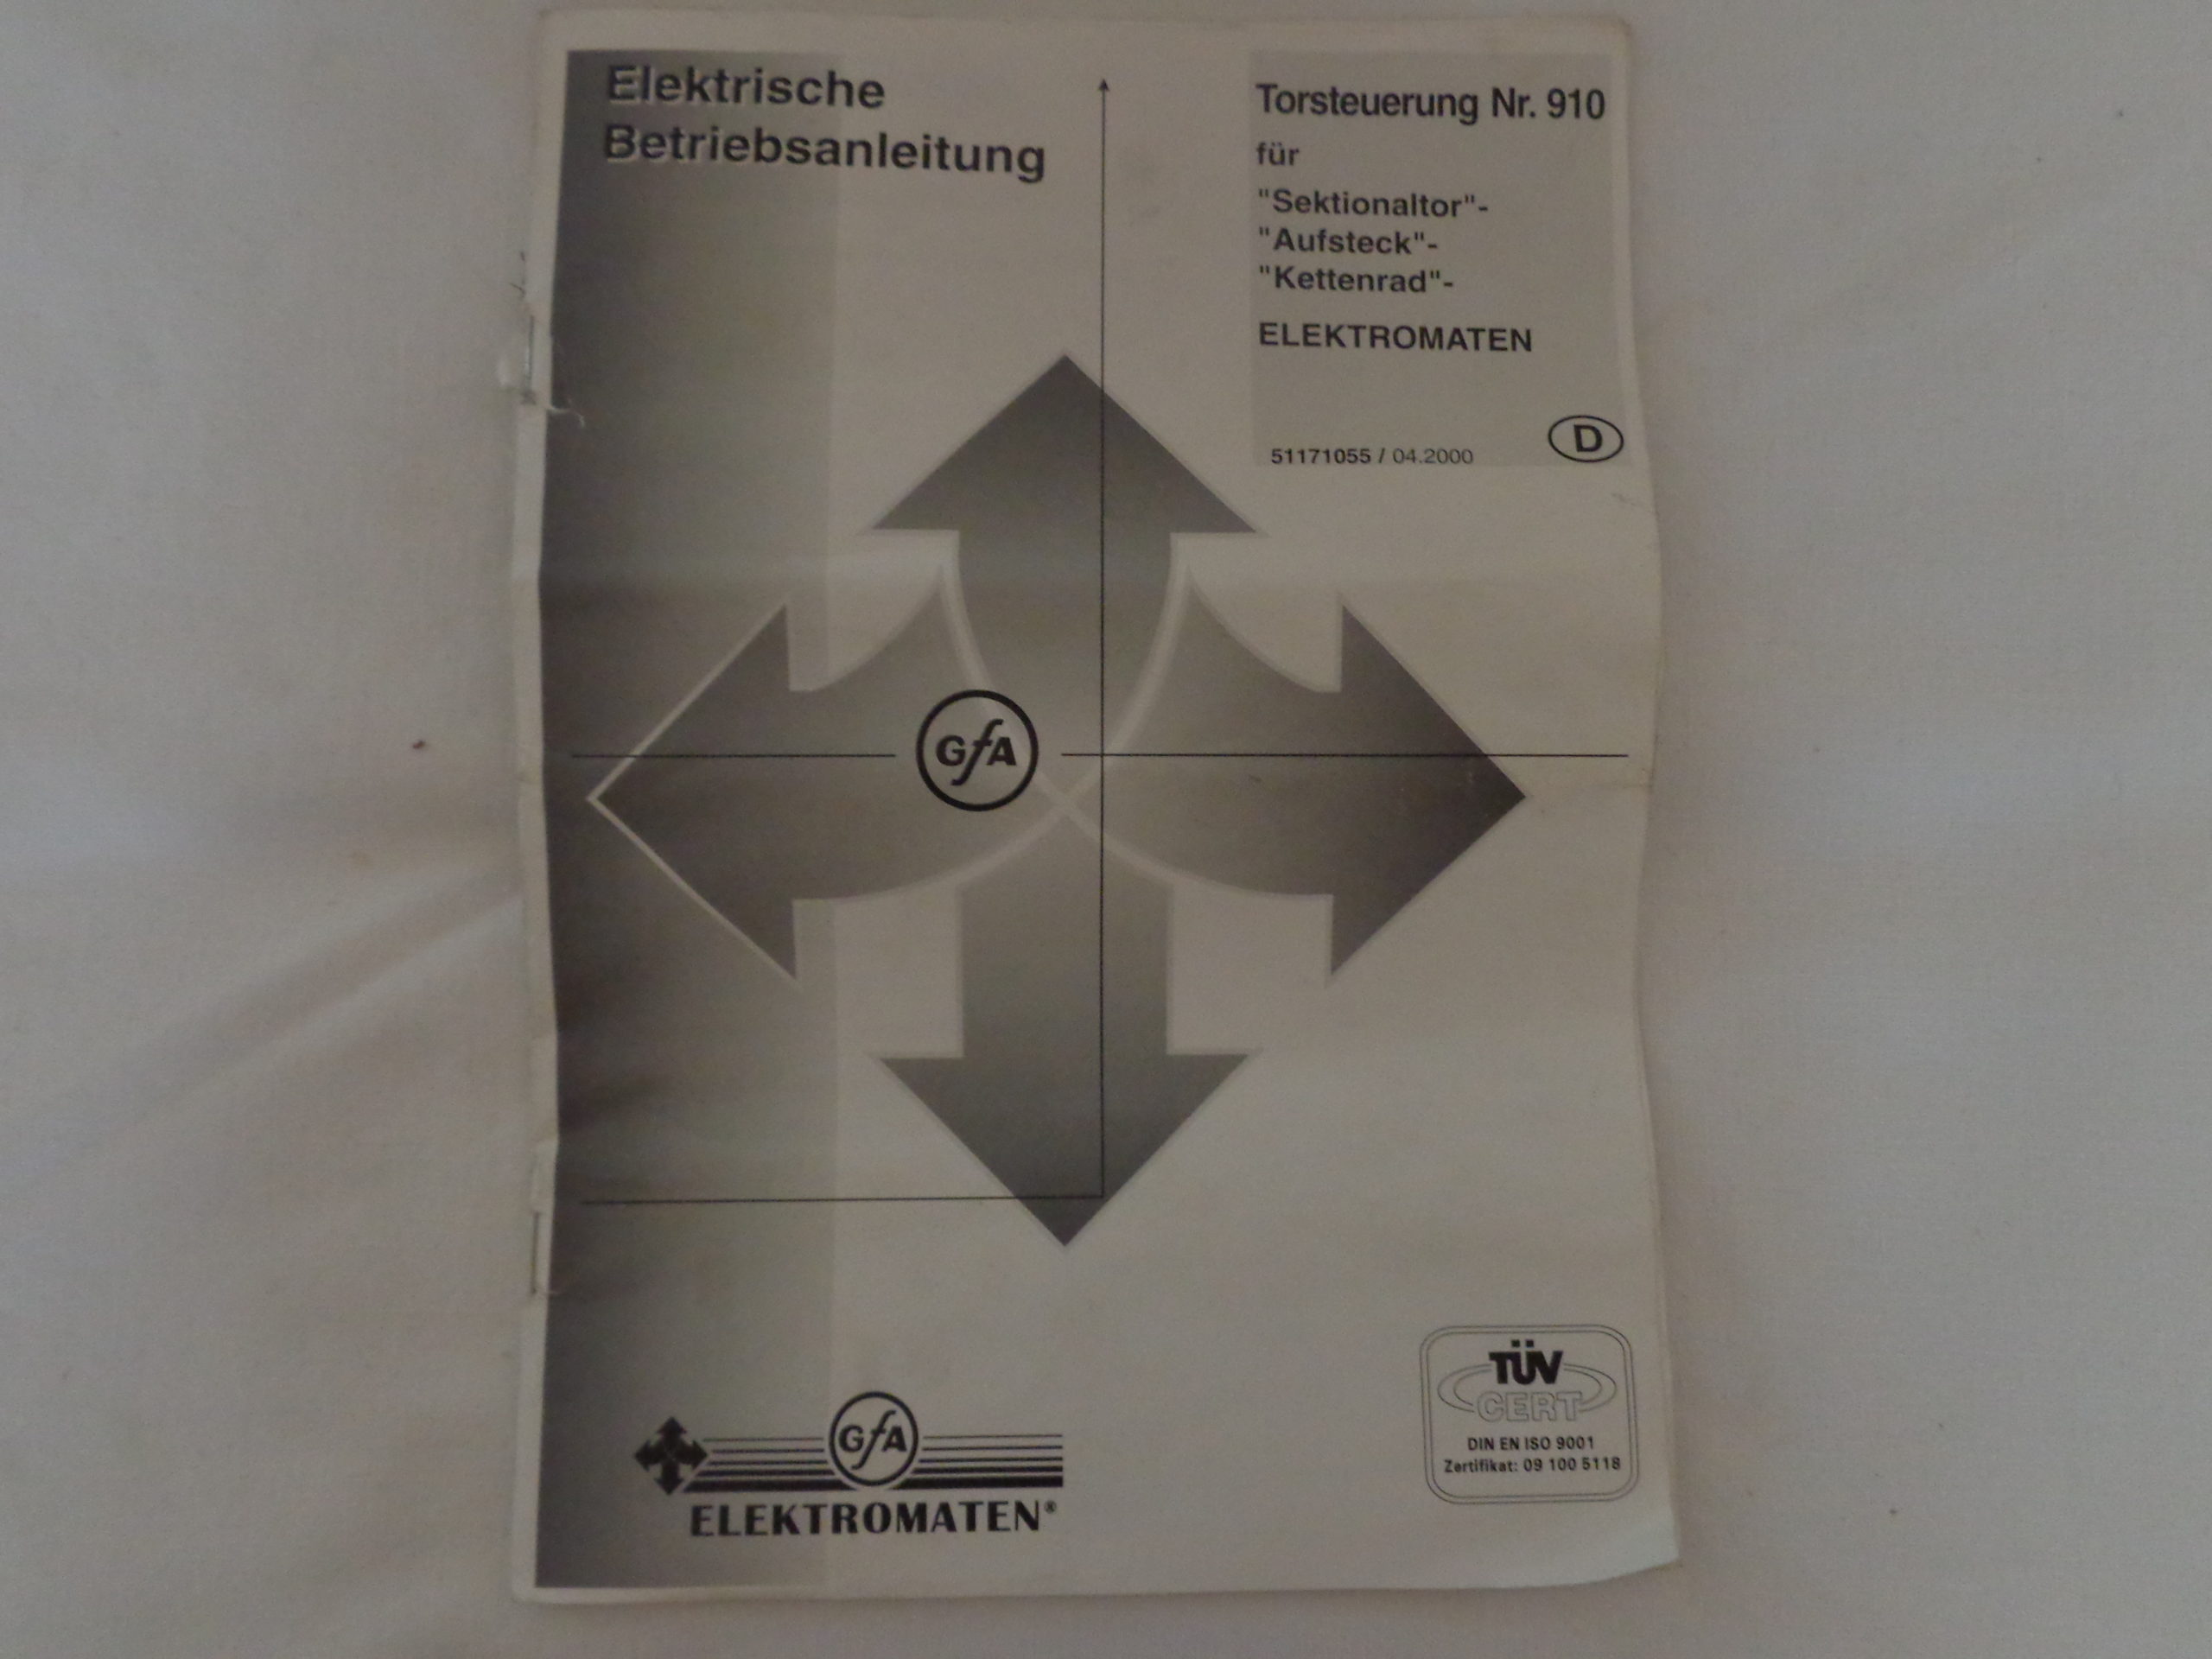 Elektrische
Betriebsanleitung
Torsteuerung Nr. 910
für
"Sektionaltor"-
"Aufsteck"-
"Kettenrad"-
ELEKTROMATEN
51171055 / 04.2000
D
GfA
GfA
ELEKTROMATEN®
TÜV
CERT
DIN EN ISO 9001
Zertifikat: 09 100 5118